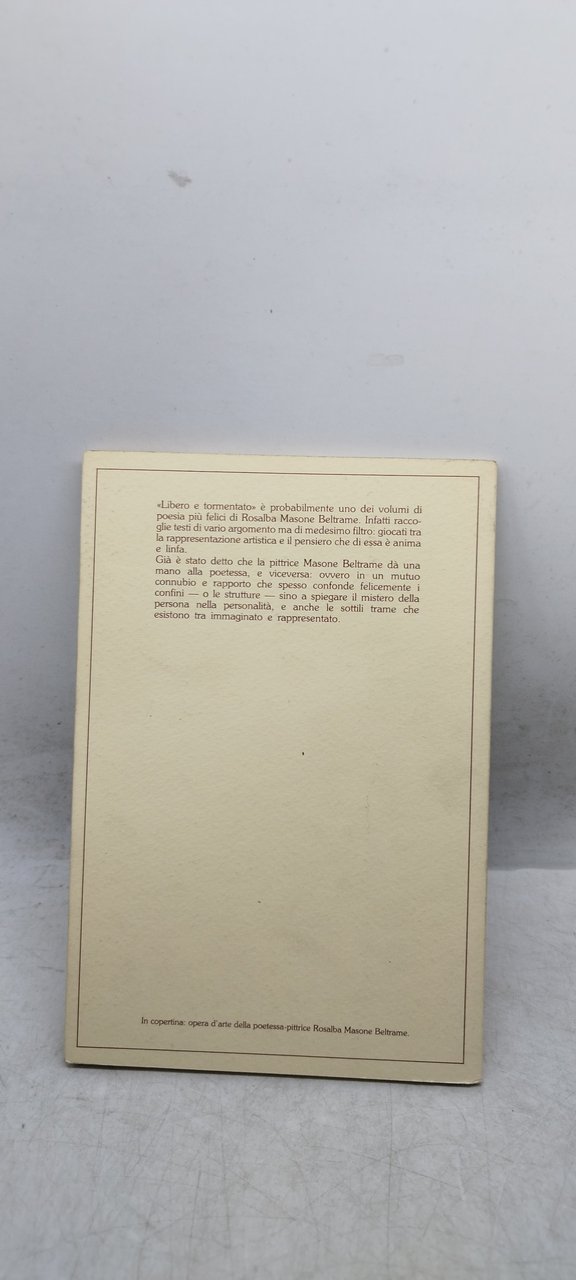 «Libero e tormentato» è probabilmente uno dei volumi di
poesia più felici di Rosalba Masone Beltrame. Infatti racco-
glie testi di vario argomento ma di medesimo filtro: giocati tra
la rappresentazione artistica e il pensiero che di essa è anima
e linfa.
Già è stato detto che la pittrice Masone Beltrame dà una
mano alla poetessa, e viceversa: ovvero in un mutuo
connubio e rapporto che spesso confonde felicemente i
confini — o le strutture — sino a spiegare il mistero della
persona nella personalità, e anche le sottili trame che
esistono tra immaginato e rappresentato.
In copertina: opera d'arte della poetessa-pittrice Rosalba Masone Beltrame.